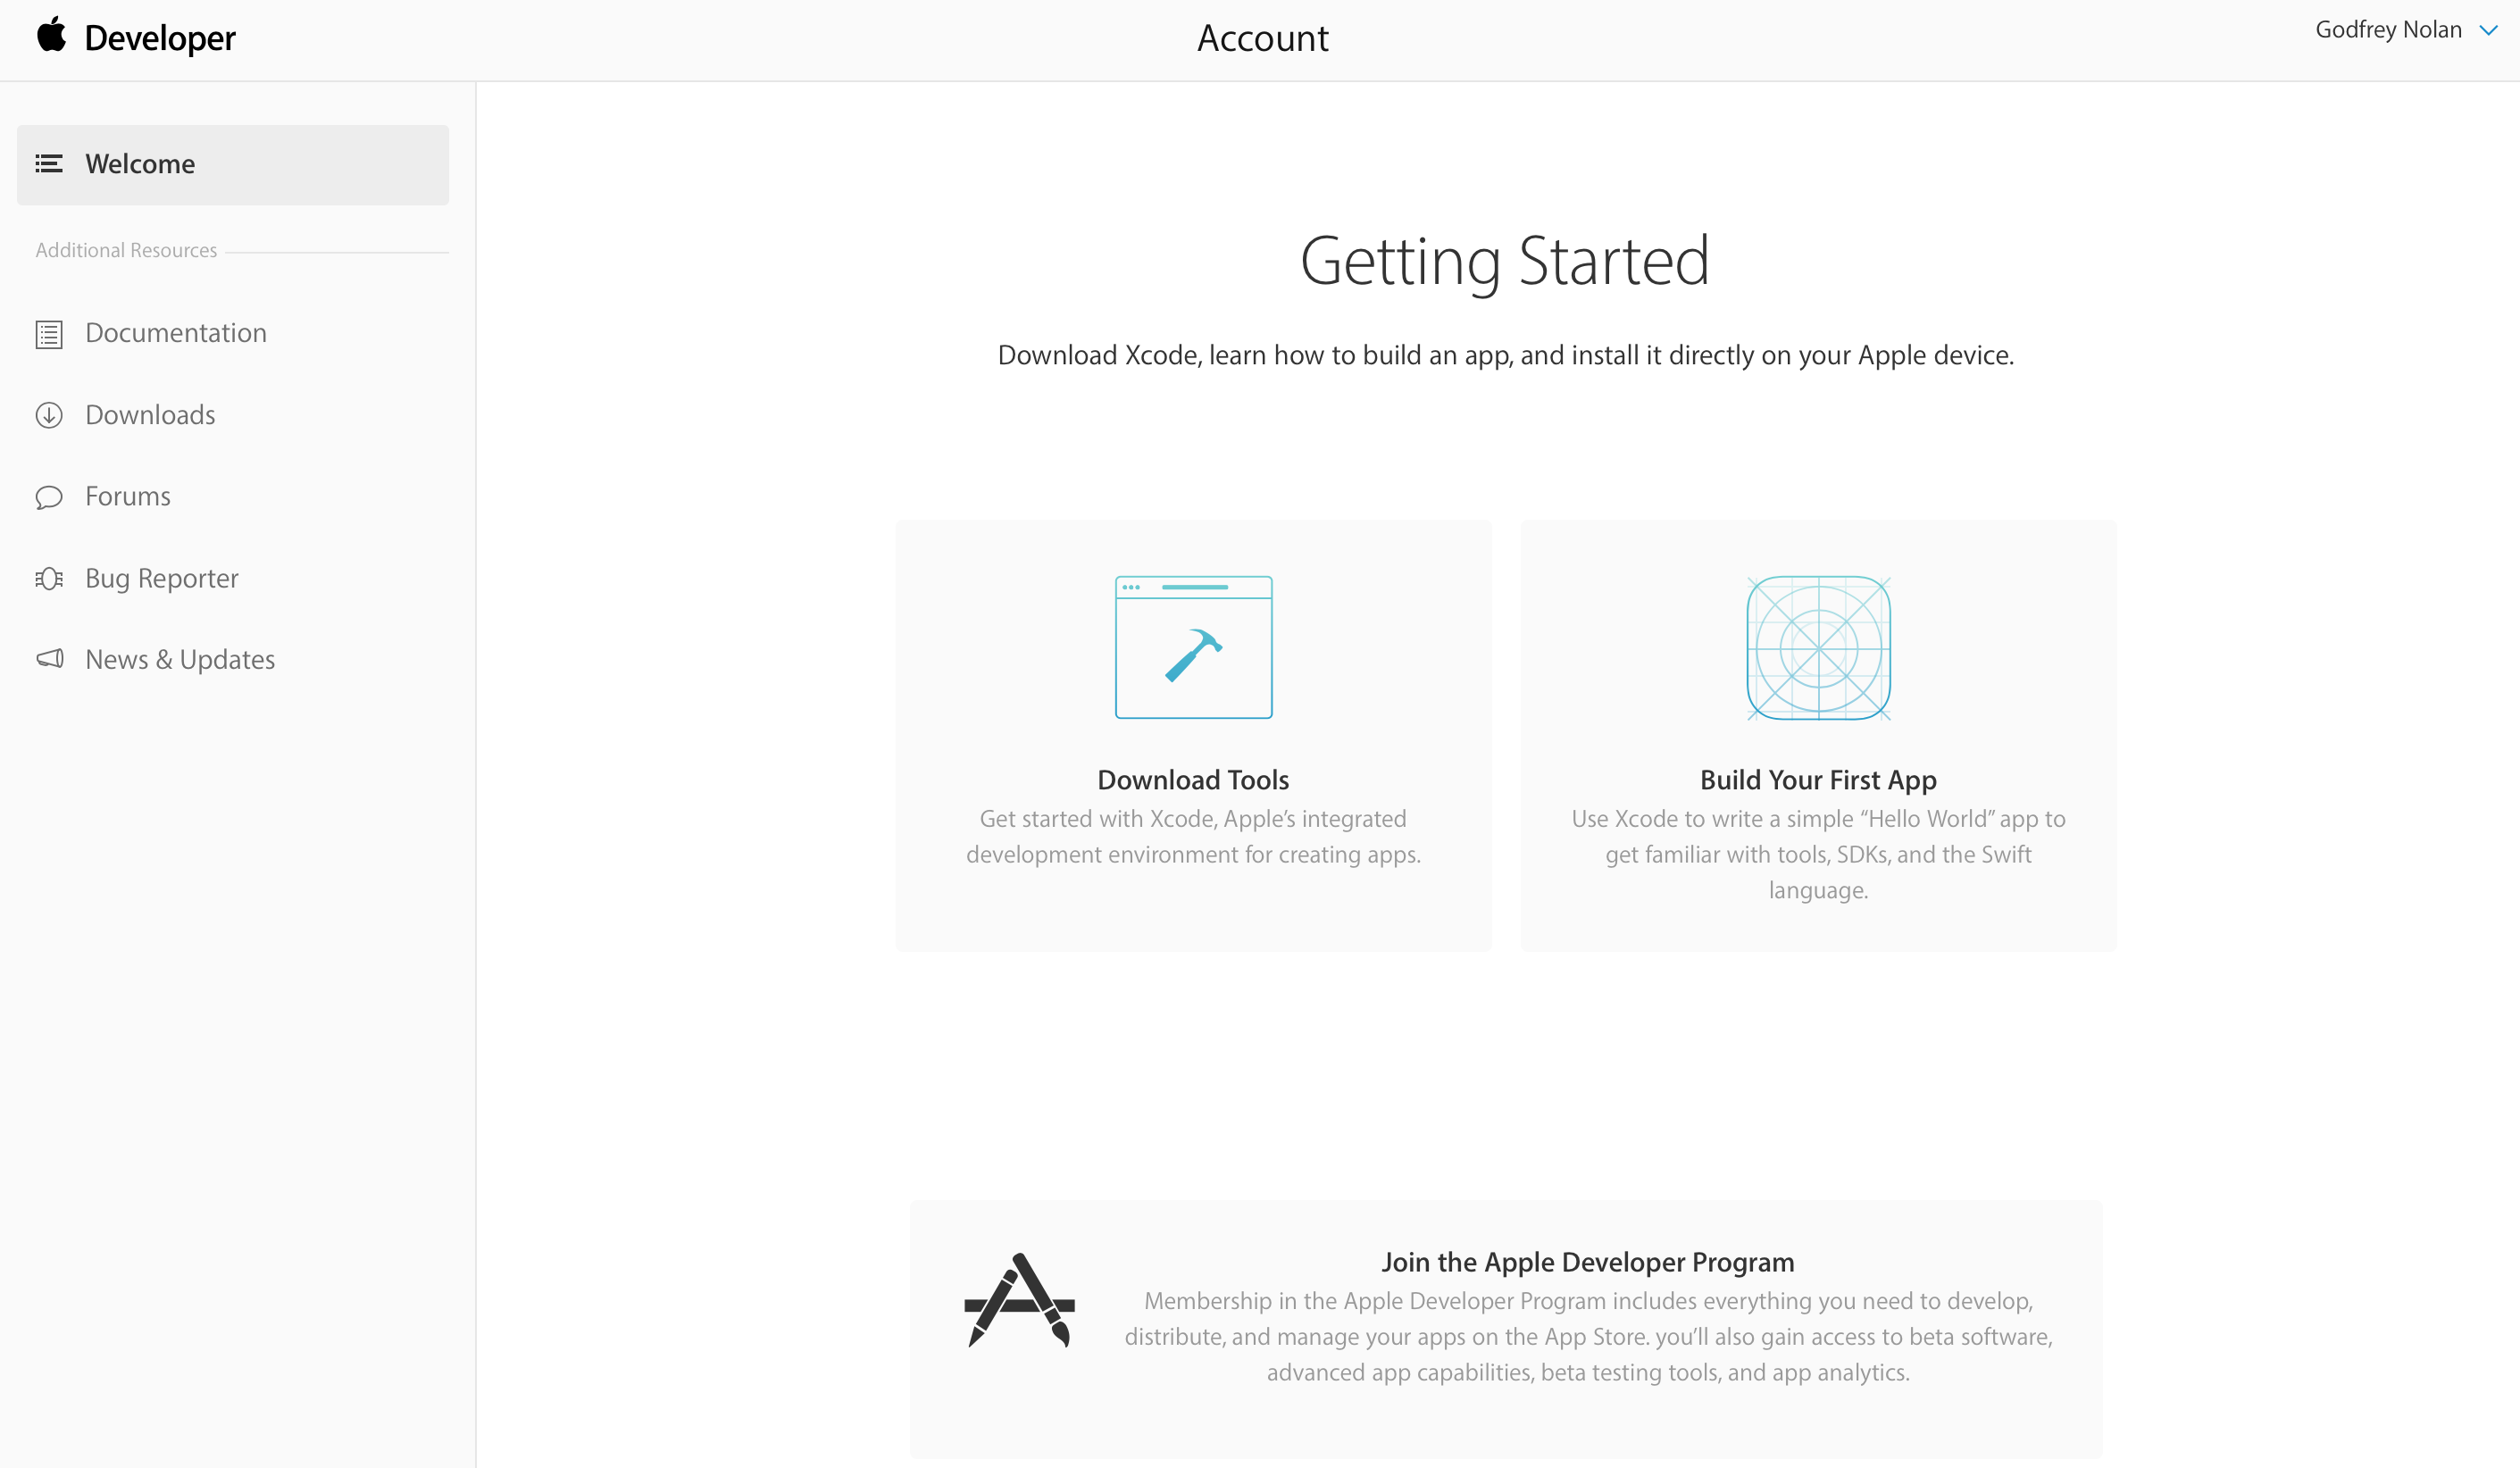 Developer
Account
Godfrey Nolan
Welcome
Additional Resources
Documentation
Downloads
Forums
Bug Reporter
News & Updates
Getting Started
Download Xcode, learn how to build an app, and install it directly on your Apple device.
Download Tools
Get started with Xcode, Apple’s integrated
development environment for creating apps.
Build Your First App
Use Xcode to write a simple “Hello World” app to
get familiar with tools, SDKs, and the Swift
language.
Join the Apple Developer Program
Membership in the Apple Developer Program includes everything you need to develop,
distribute, and manage your apps on the App Store. you’ll also gain access to beta software,
advanced app capabilities, beta testing tools, and app analytics.